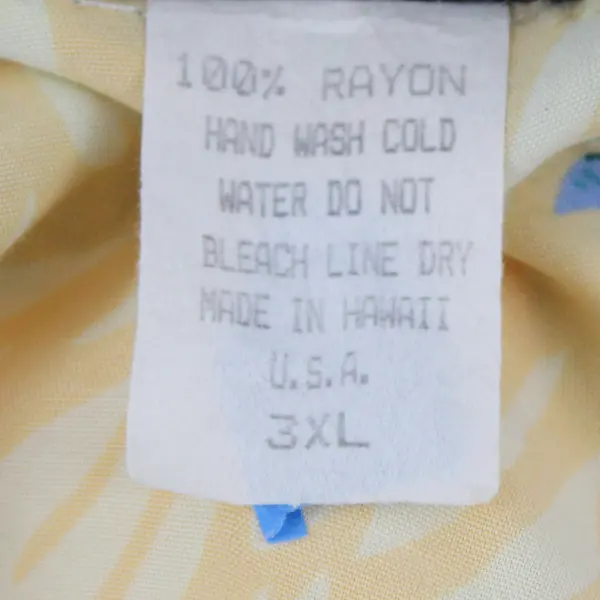 100% RAYON
HAND WASH COLD
WATER DO NOT
BLEACH LINE DRY
MADE IN HAWAII
U.S.A.
3XL